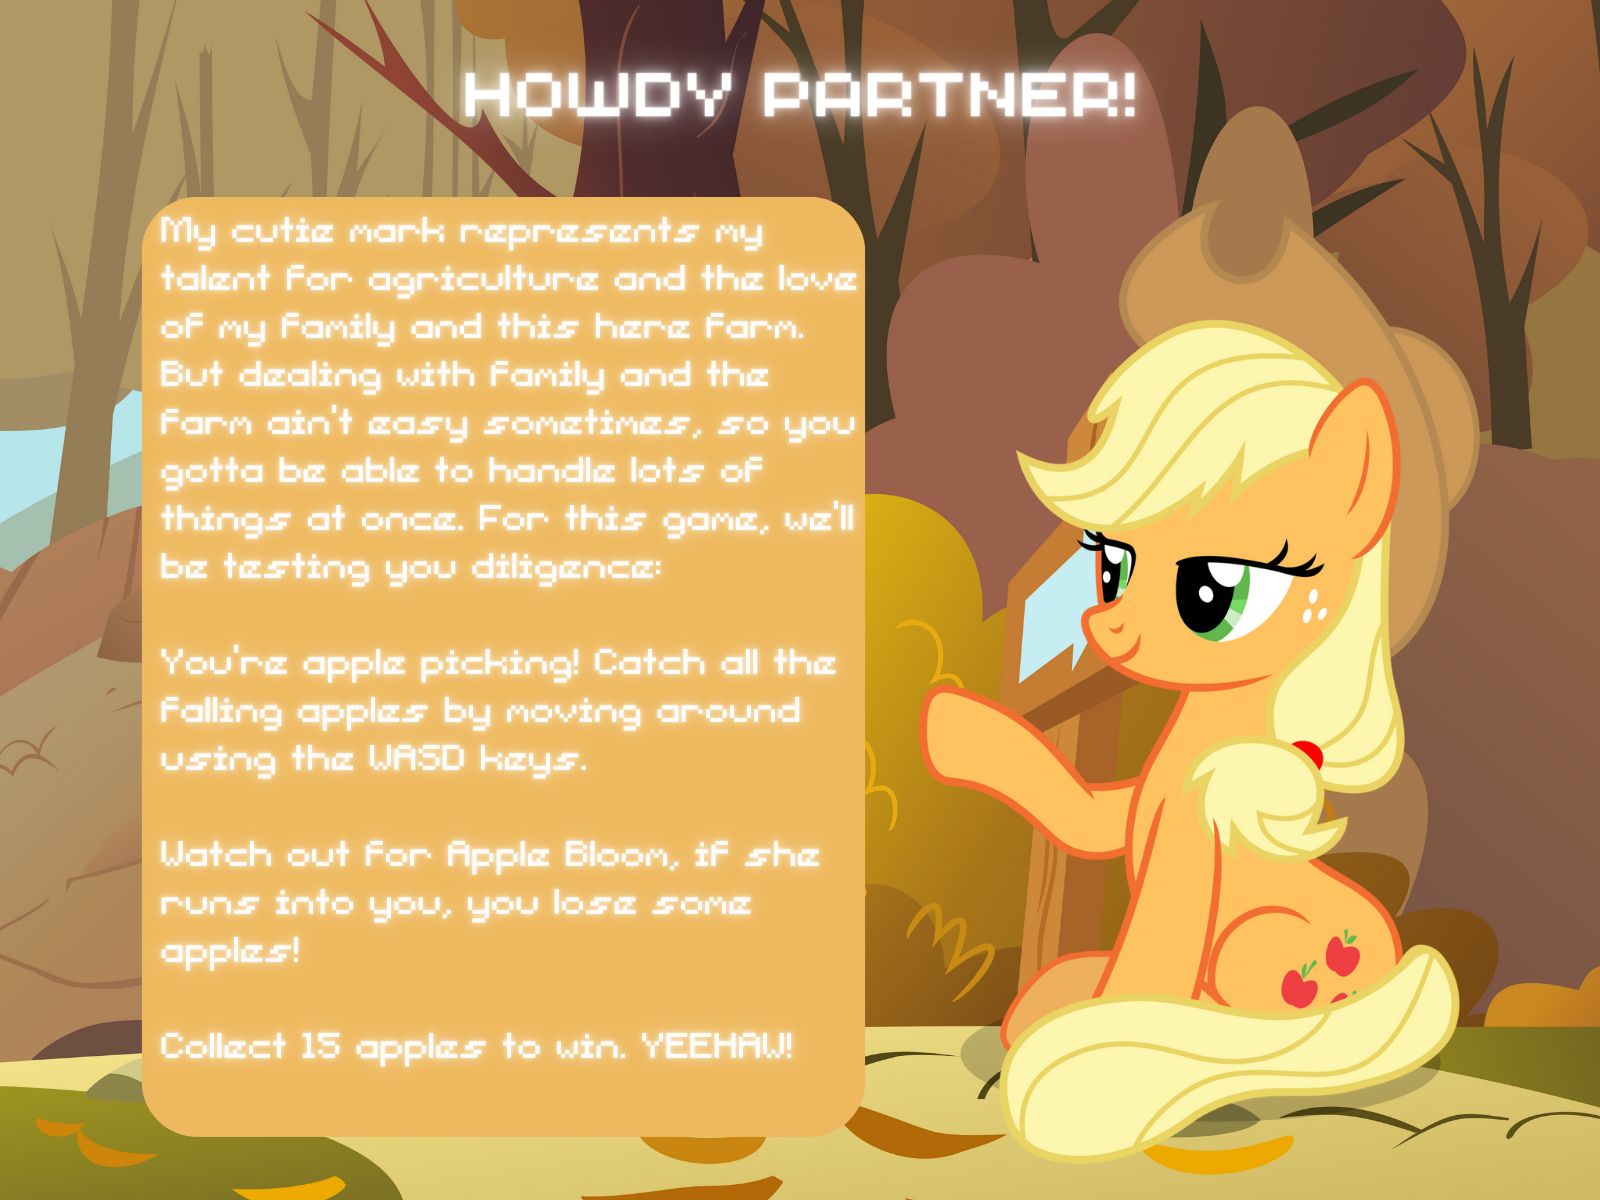 HOWDY PARTNER!
My cutie mark represents my
talent for agriculture and the love
of my family and this here farm.
But dealing with family and the
farm ain't easy sometimes, so you
gotta be able to handle lots of
things at once. For this game, we'll
be testing you diligence:
You're apple picking! Catch all the
falling apples by moving around
using the WASD keys.
Watch out for Apple Bloom, if she
runs into you, you lose some
apples!
Collect 15 apples to win. YEEHAW!